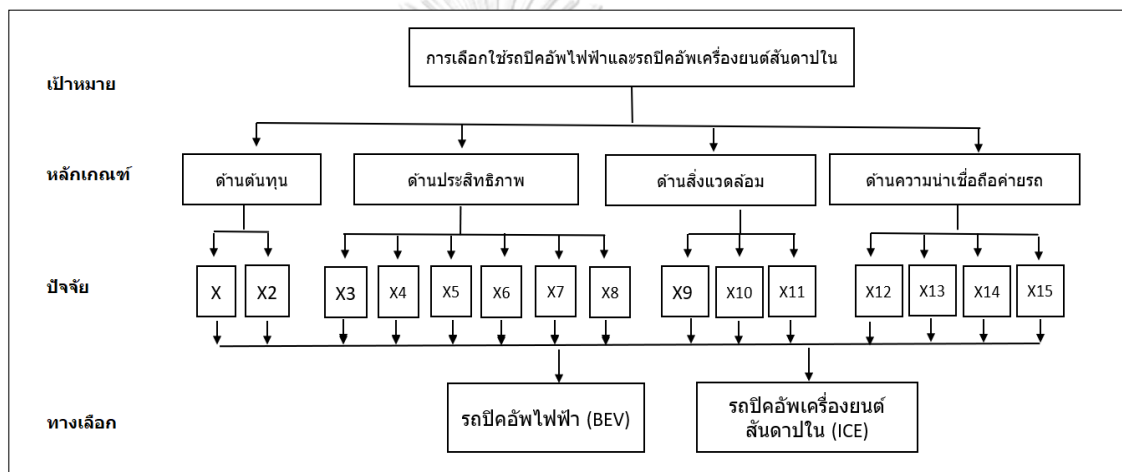 การเลือกใช้รถปิคอัพไฟฟ้าและรถปิคอัพเครื่องยนต์สันดาปใน
เป้าหมาย
หลักเกณฑ์
ด้านต้นทุน
ด้านประสิทธิภาพ
ด้านสิ่งแวดล้อม
ด้านความน่าเชื่อถือค่ายรถ
ปัจจัย
X
X2
X3
X4
X5
X6
X7
X8
X9
X10
X11
X12
X13
X14
X15
ทางเลือก
รถปิคอัพไฟฟ้า (BEV)
รถปิคอัพเครื่องยนต์
สันดาปใน (ICE)